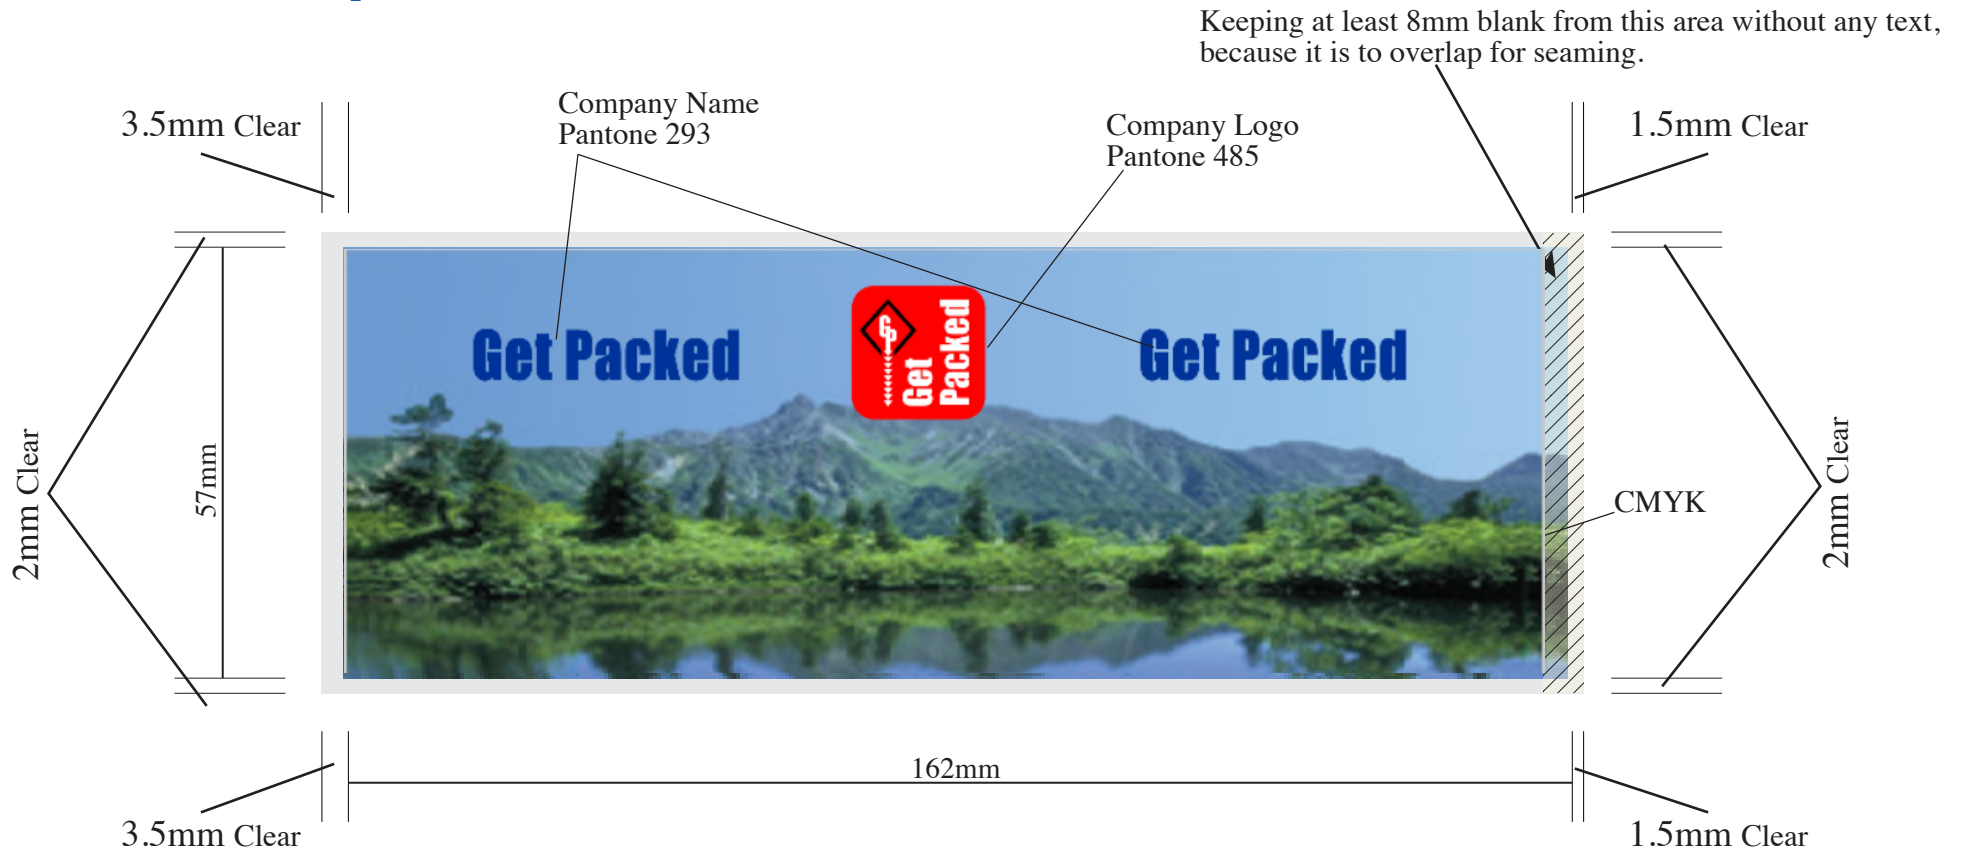 Keeping at least 8mm blank from this area without any text,
because it is to overlap for seaming.
3.5mm Clear
Company Name
Pantone 293
Company Logo
Pantone 485
1.5mm Clear
Get Packed
GP
Get
Packed
Get Packed
2mm Clear
57mm
CMYK
2mm Clear
162mm
3.5mm Clear
1.5mm Clear